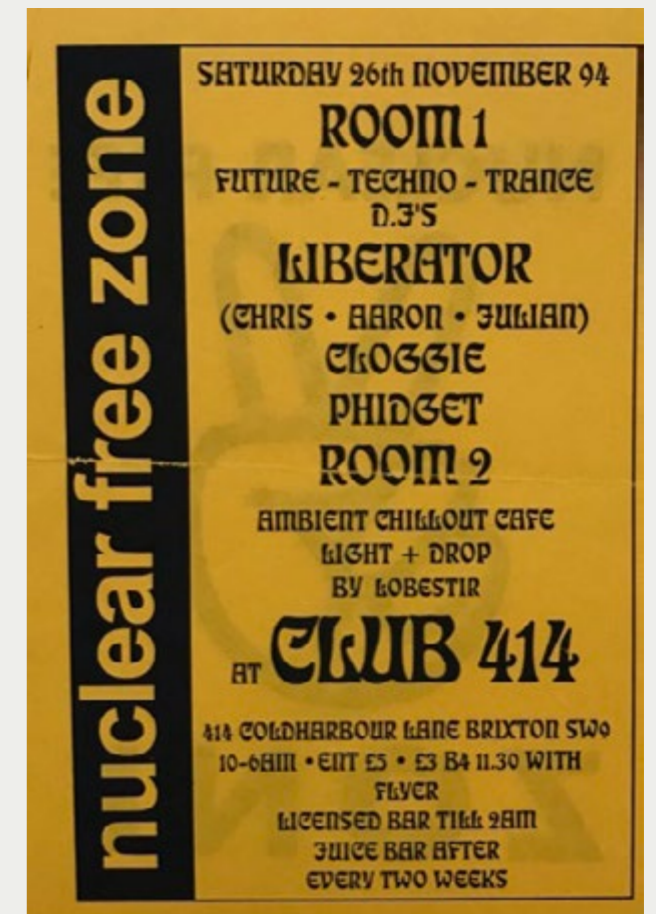 nuclear free zone
SATURDAY 26th NOVEMBER 94
ROOM 1
FUTURE - TECHNO - TRANCE
D.J'S
LIBERATOR
(CHRIS • AARON • JULIAN)
CLOGGIE
PHIDGET
ROOM 2
AMBIENT CHILLOUT CAFE
LIGHT + DROP
BY LOBESTIR
AT CLUB 414
414 COLDHARBOUR LANE BRIXTON SW9
10-6AM • ENT £5 • £3 B4 11.30 WITH
FLYER
LICENSED BAR TILL 2AM
JUICE BAR AFTER
EVERY TWO WEEKS